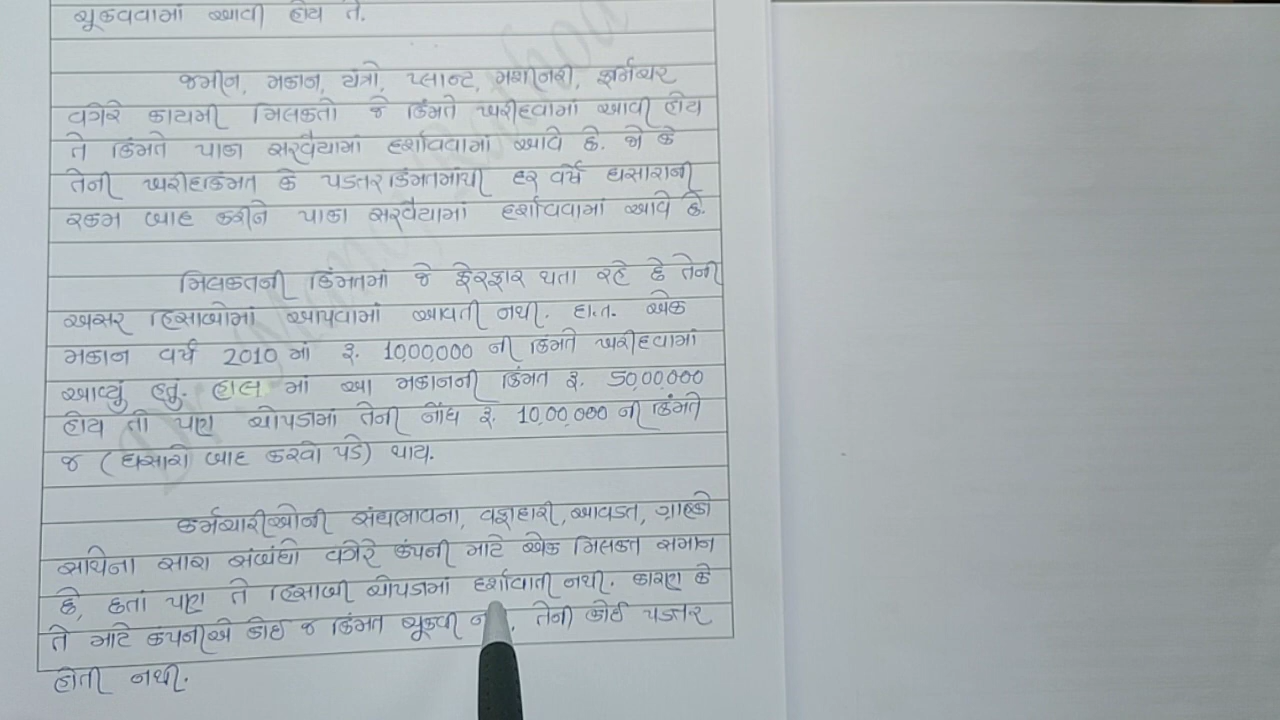 ચૂકવવામાં આવી હોય તે.
જમીન, મકાન, યંત્રો, પ્લાન્ટ, મશીનરી, ફર્નિચર
વગેરે કાયમી મિલકતો જે કિંમતે ખરીદવામાં આવી હોય
તે કિંમતે પાકા સરવૈયામાં દર્શાવવામાં આવે છે. જો કે
તેની ખરીદકિંમત કે પડતરકિંમતમાંથી દર વર્ષે ઘસારાની
રકમ બાદ કરીને પાકા સરવૈયામાં દર્શાવવામાં આવે છે.
મિલકતની કિંમતમાં જે ફેરફાર થતા રહે છે તેની
અસર હિસાબોમાં આપવામાં આવતી નથી. દા.ત. એક
મકાન વર્ષ 2010 માં રૂ. 10,00,000 ની કિંમતે ખરીદવામાં
આવ્યું હતું. હાલ માં આ મકાનની કિંમત રૂ. 50,00,000
હોય તો પણ ચોપડામાં તેની નોંધ રૂ. 10,00,000 ની કિંમતે
જ (ઘસારો બાદ કરવો પડે) થાય.
કર્મચારીઓની સંઘભાવના, વફાદારી, આવડત, ગ્રાહકો
સાથેના સારા સંબંધો વગેરે કંપની માટે એક મિલકત સમાન
છે, છતાં પણ તે હિસાબી ચોપડામાં દર્શાવાતી નથી. કારણ કે
તે માટે કંપનીએ કોઈ જ કિંમત ચૂકવી તેની કોઈ પડતર
હોતી નથી.